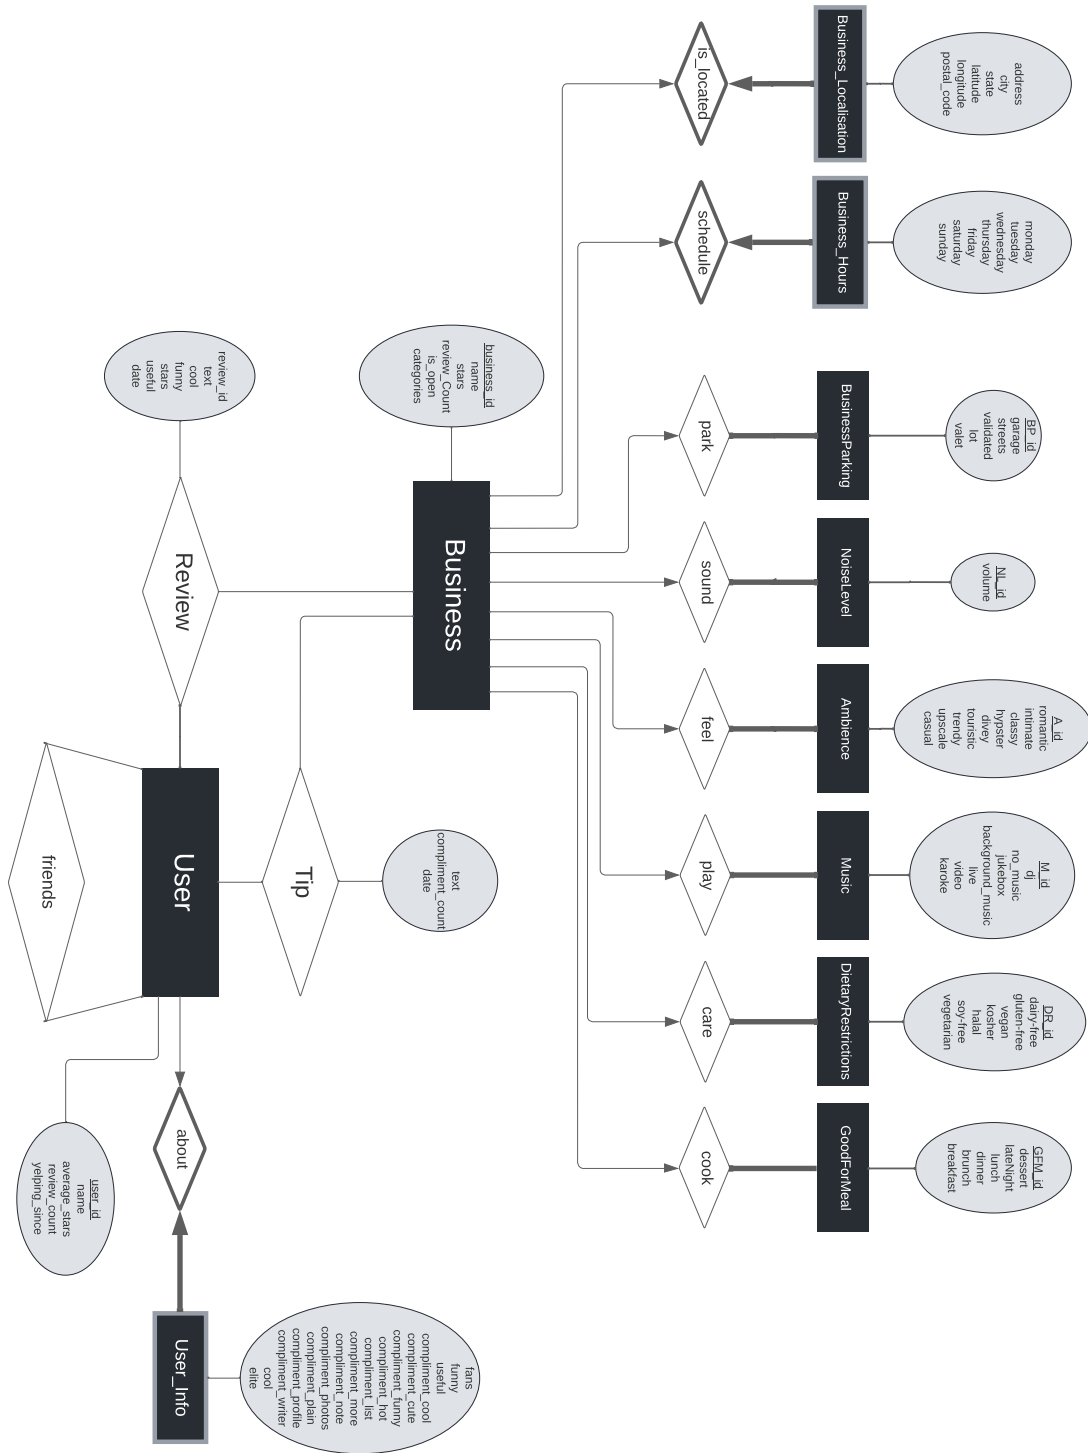 address
city
state
latitude
longitude
postal_code
monday
tuesday
wednesday
thursday
friday
saturday
sunday
BP_id
garage
streets
validated
lot
valet
NL_id
volume
A_id
romantic
intimate
classy
hypster
divey
touristic
trendy
upscale
casual
M_id
dj
no_music
jukebox
background_music
live
video
karoke
DR_id
dairy-free
gluten-free
vegan
kosher
halal
soy-free
vegetarian
GFM_id
dessert
lateNight
lunch
dinner
brunch
breakfast
Business_Localisation
Business_Hours
BusinessParking
NoiseLevel
Ambience
Music
DietaryRestrictions
GoodForMeal
is_located
schedule
park
sound
feel
play
care
cook
business_id
name
stars
review_Count
is_open
categories
Business
text
compliment_count
date
Tip
fans
funny
useful
compliment_cool
compliment_cute
compliment_funny
compliment_hot
compliment_list
compliment_more
compliment_note
compliment_photos
compliment_plain
compliment_profile
compliment_writer
cool
elite
review_id
text
cool
funny
stars
useful
date
Review
User
about
User_Info
friends
user_id
name
average_stars
review_count
yelping_since